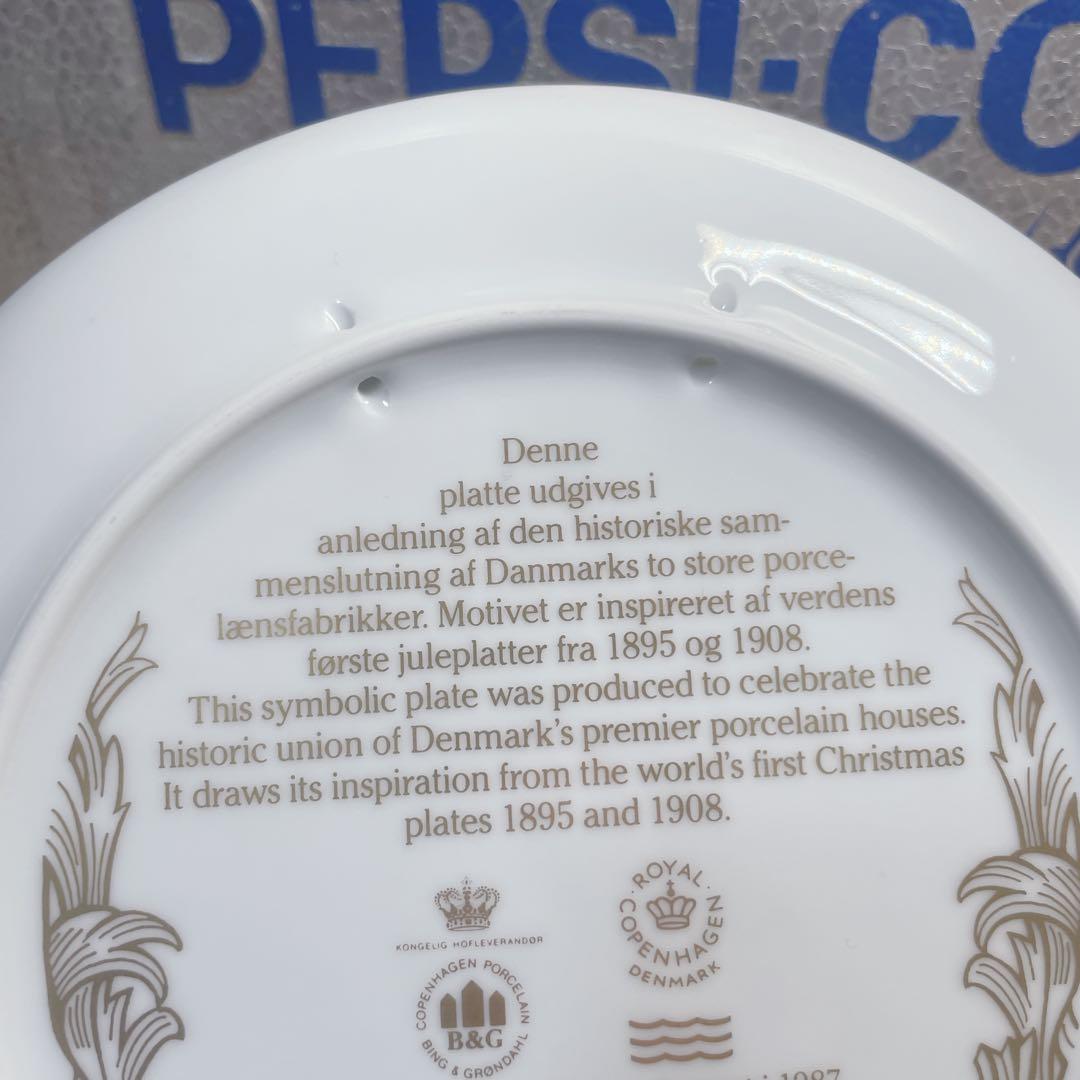 PEPSI·CO
Denne
platte udgives i
anledning af den historiske sam-
menslutning af Danmarks to store porce-
lænsfabrikker. Motivet er inspireret af verdens
første juleplatter fra 1895 og 1908.
This symbolic plate was produced to celebrate the
historic union of Denmark's premier porcelain houses.
It draws its inspiration from the world's first Christmas
plates 1895 and 1908.
KONGELIG HOFLEVERANDØR
COPENHAGEN PORCELAIN
B&G
BING & GRØNDAHL
ROYAL
COPENHAGEN
DENMARK
1987